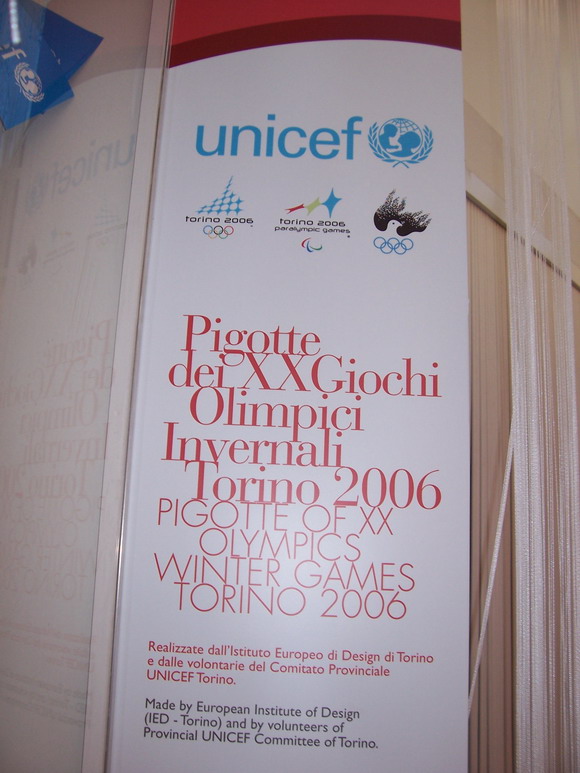 unicef
torino 2006
torino 2006
paralympic games
Pigotte
dei XX Giochi
Olimpici
Invernali
Torino 2006
PIGOTTE OF XX
OLYMPICS
WINTER GAMES
TORINO 2006
Realizzate dall'Istituto Europeo di Design di Torino
e dalle volontarie del Comitato Provinciale
UNICEF Torino.
Made by European Institute of Design
(IED - Torino) and by volunteers of
Provincial UNICEF Committee of Torino.